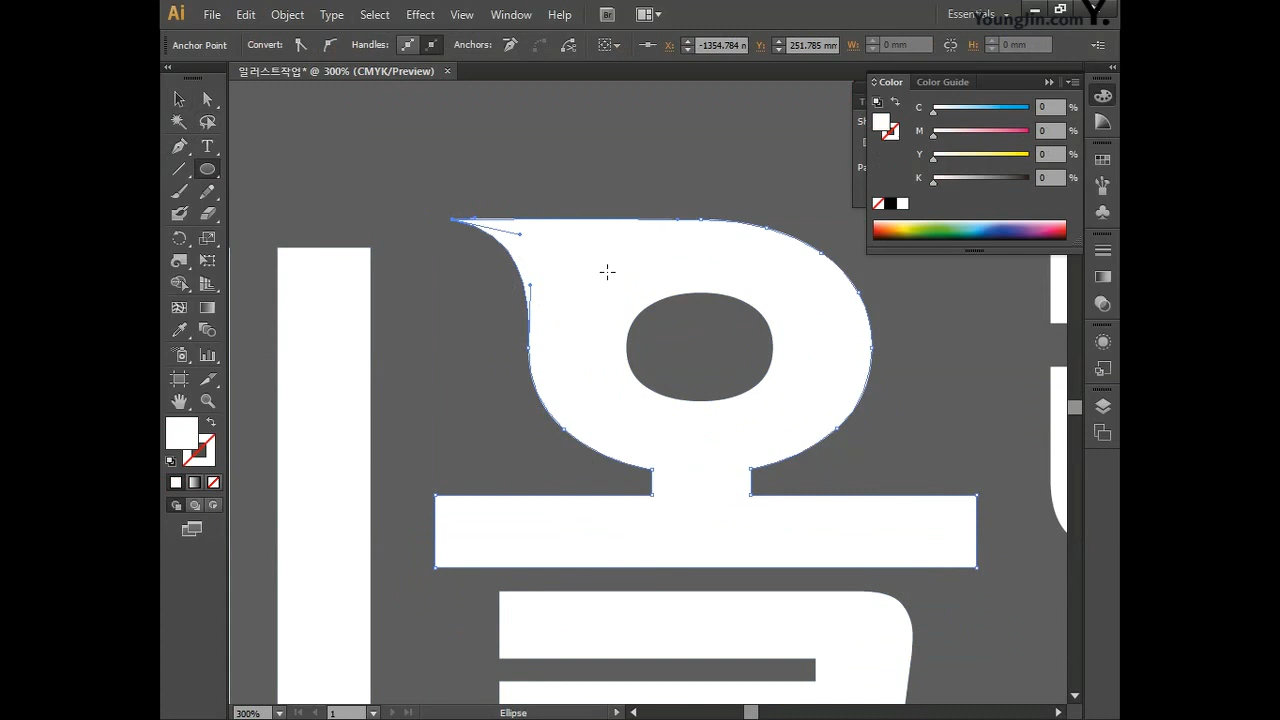 Ai File Edit Object Type Select Effect View Window Help Br Essentials
YoungJin.com Y.
Anchor Point Convert: Handles: Anchors: X: -1354.784 m Y: 251.785 mm W: 0 mm H: 0 mm
일러스트작업* @ 300% (CMYK/Preview) ×
Color Color Guide
C 0 %
M 0 %
Y 0 %
K 0 %
300% 1 Ellipse